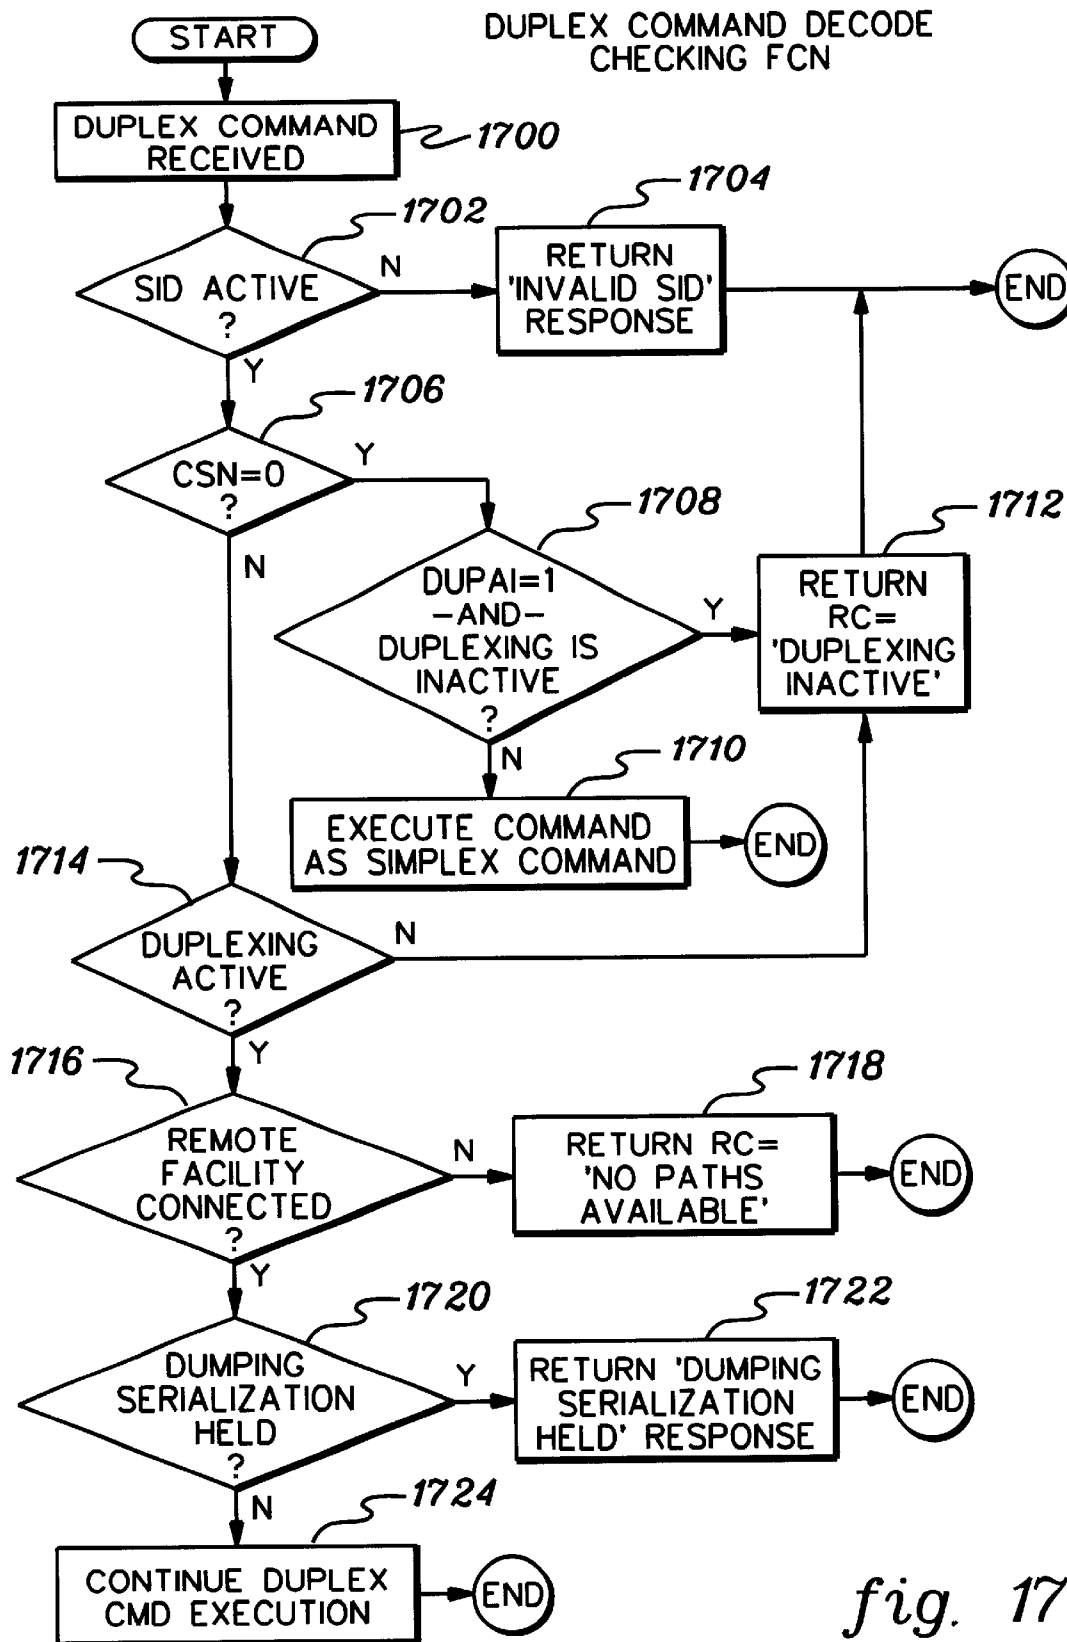 DUPLEX COMMAND DECODE
CHECKING FCN
START
DUPLEX COMMAND
RECEIVED
1700
SID ACTIVE
?
1702
N
Y
RETURN
'INVALID SID'
RESPONSE
1704
END
CSN=0
?
1706
Y
N
DUPAI=1
-AND-
DUPLEXING IS
INACTIVE
?
1708
Y
N
RETURN
RC=
'DUPLEXING
INACTIVE'
1712
EXECUTE COMMAND
AS SIMPLEX COMMAND
1710
END
DUPLEXING
ACTIVE
?
1714
N
Y
REMOTE
FACILITY
CONNECTED
?
1716
N
Y
RETURN RC=
'NO PATHS
AVAILABLE'
1718
END
DUMPING
SERIALIZATION
HELD
?
1720
Y
N
RETURN 'DUMPING
SERIALIZATION
HELD' RESPONSE
1722
END
CONTINUE DUPLEX
CMD EXECUTION
1724
END
fig. 17